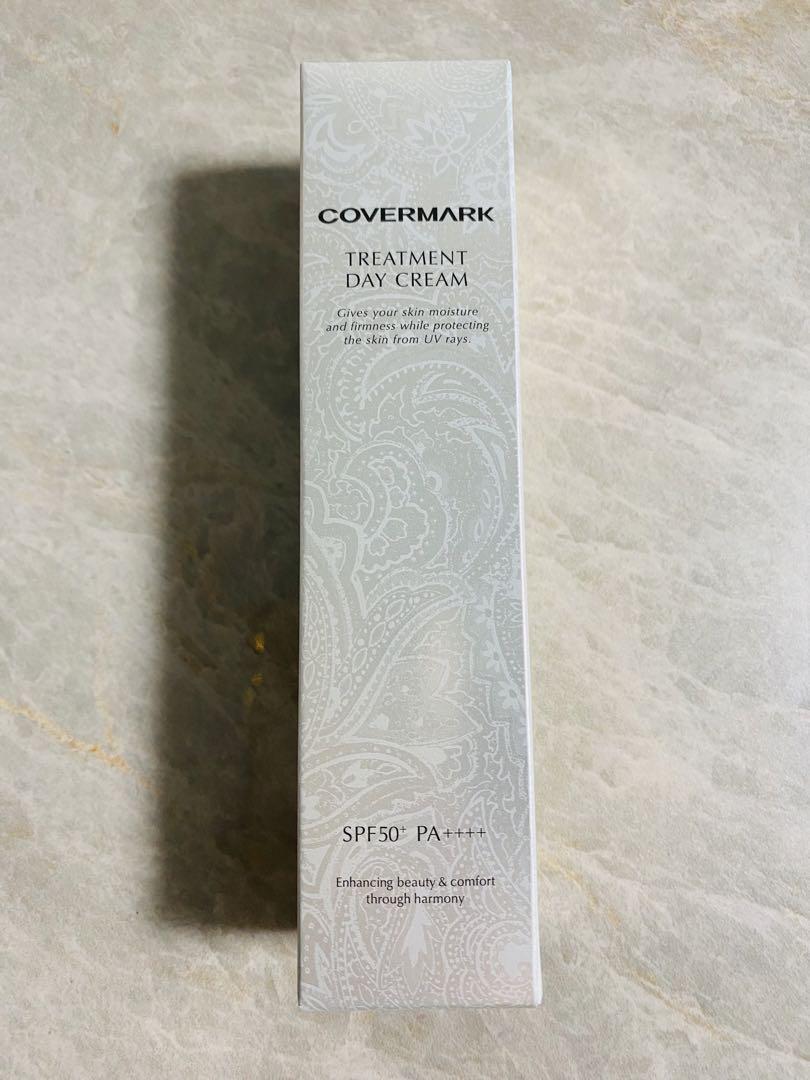 COVERMARK
TREATMENT
DAY CREAM
Gives your skin moisture
and firmness while protecting
the skin from UV rays.
SPF50+ PA++++
Enhancing beauty & comfort
through harmony